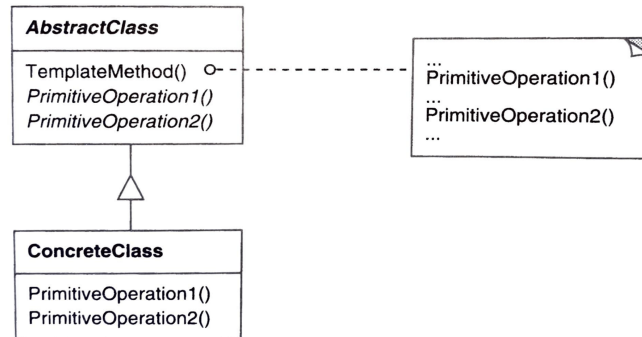 AbstractClass
TemplateMethod()
PrimitiveOperation1()
PrimitiveOperation2()
...
PrimitiveOperation1()
...
PrimitiveOperation2()
...
ConcreteClass
PrimitiveOperation1()
PrimitiveOperation2()